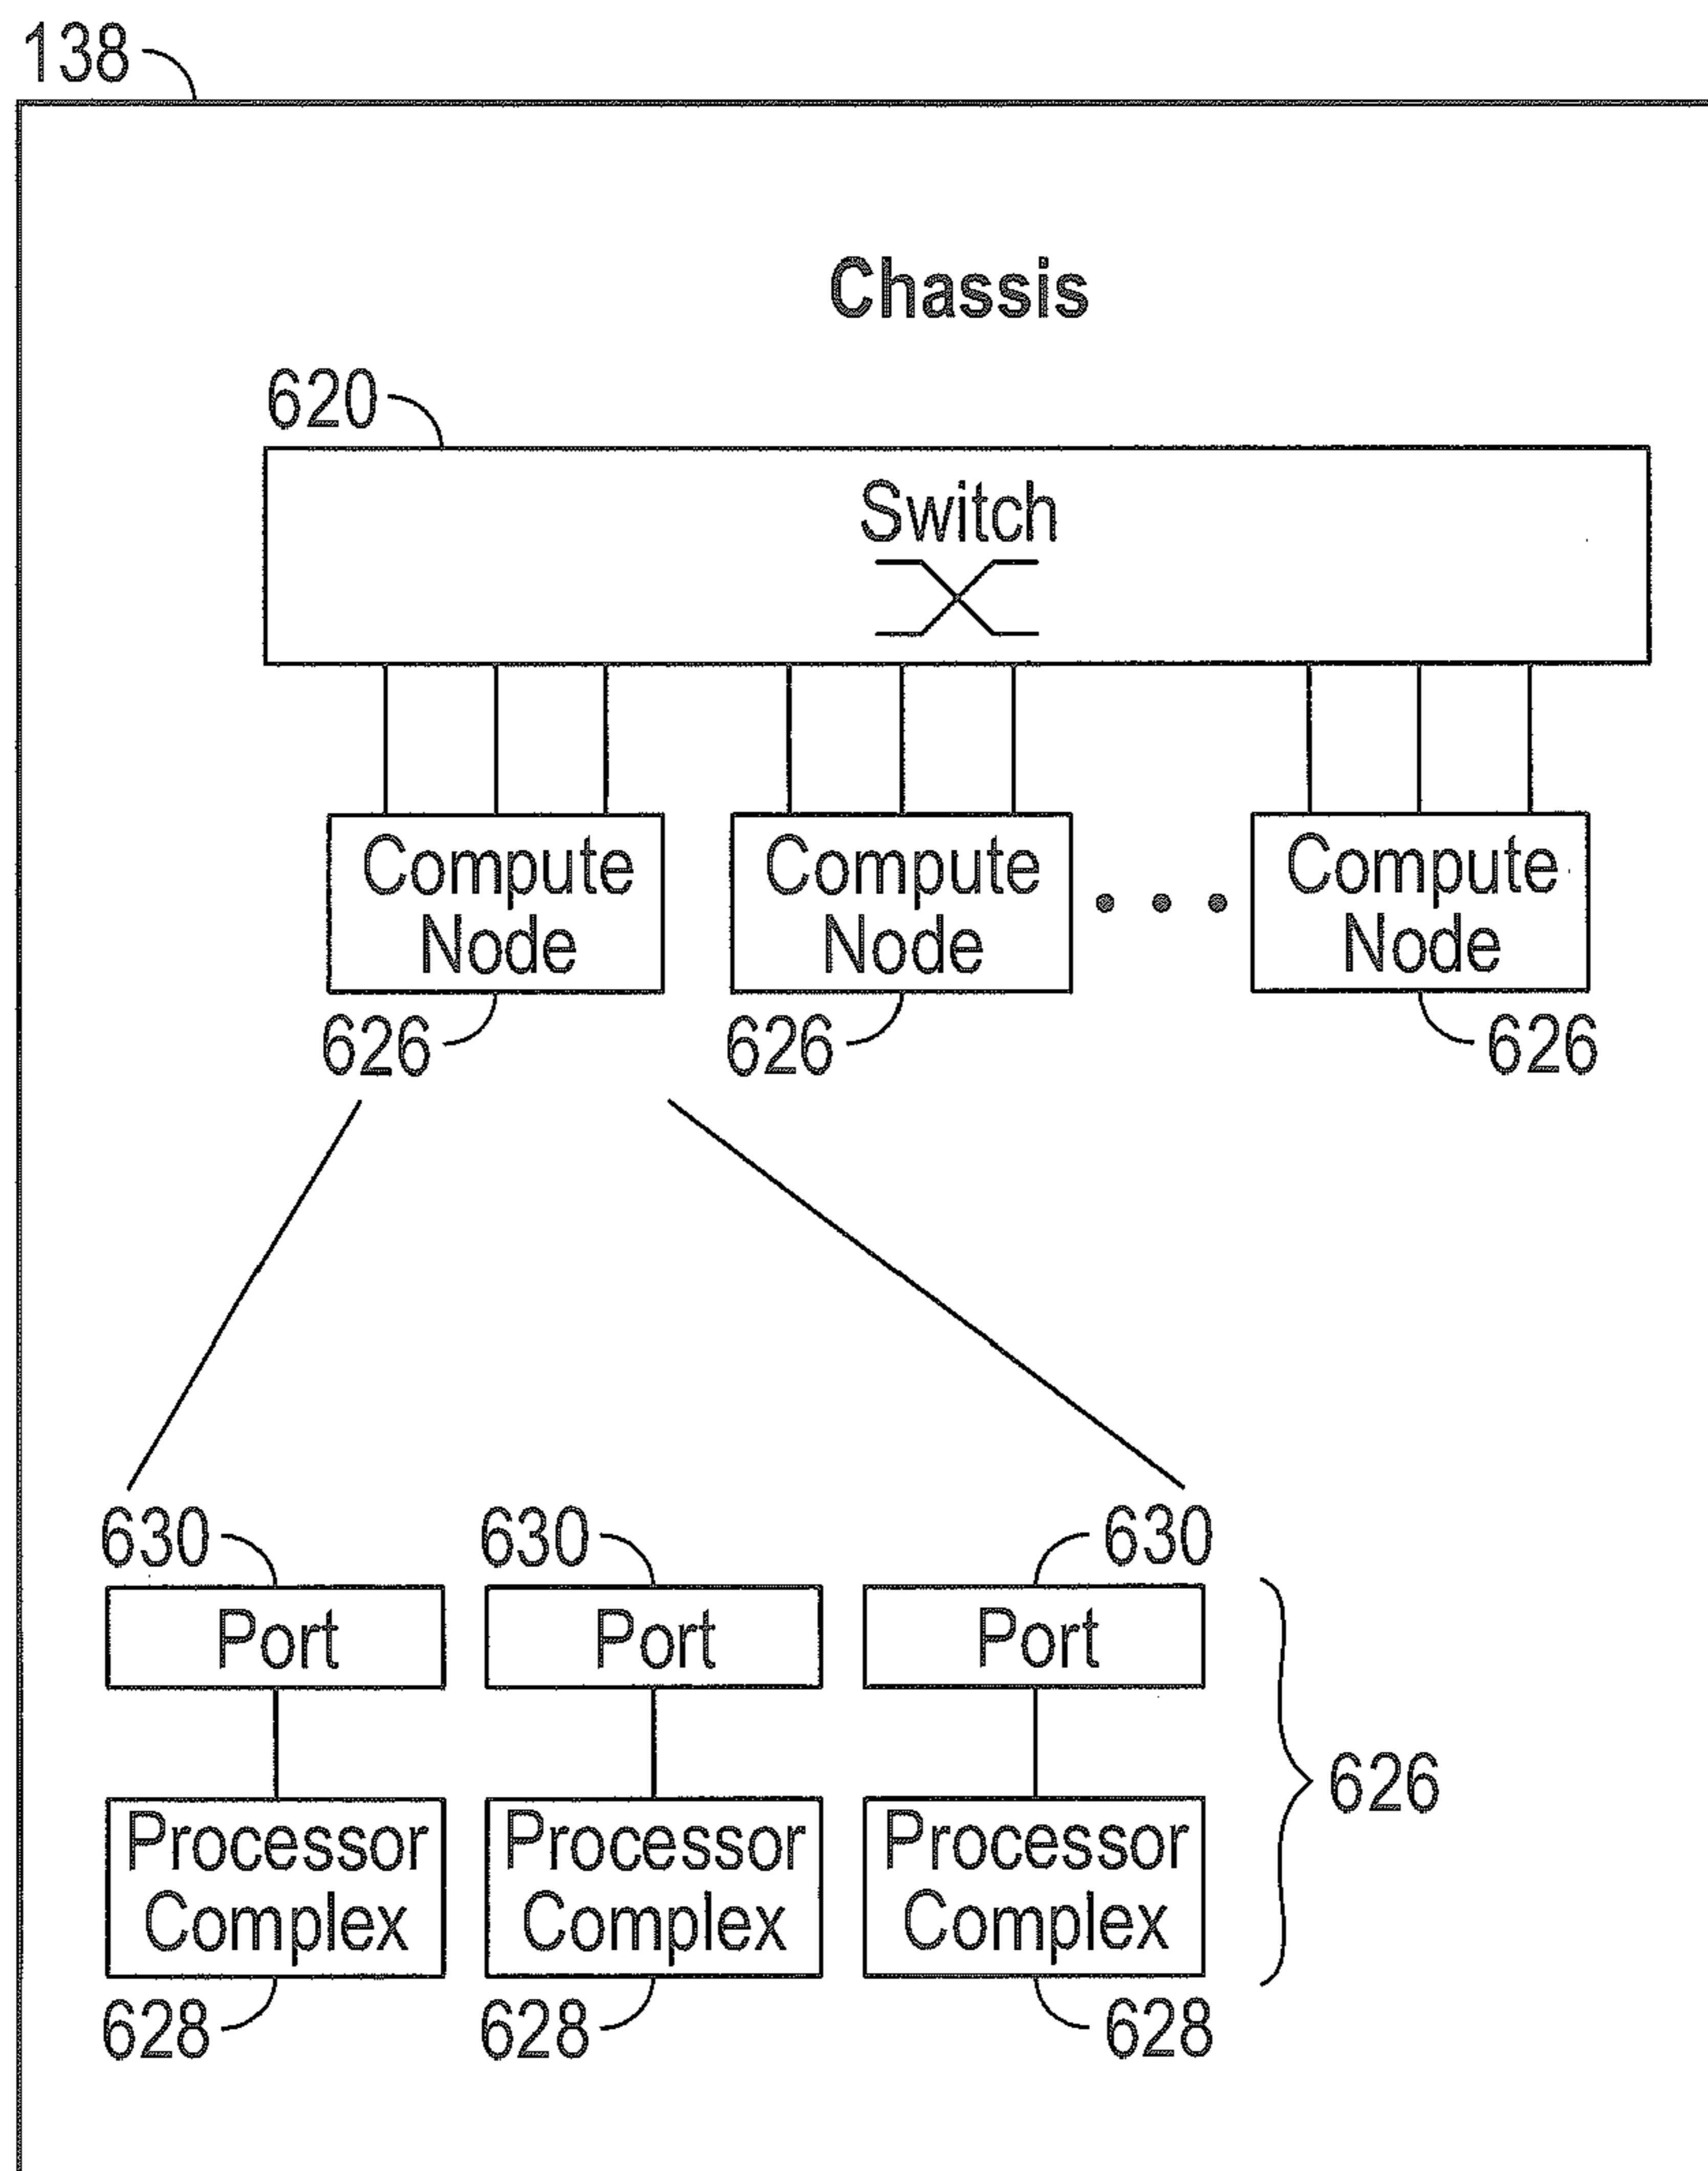 138
Chassis
620
Switch
Compute Node
Compute Node
Compute Node
626
626
626
630
630
630
Port
Port
Port
626
Processor Complex
Processor Complex
Processor Complex
628
628
628